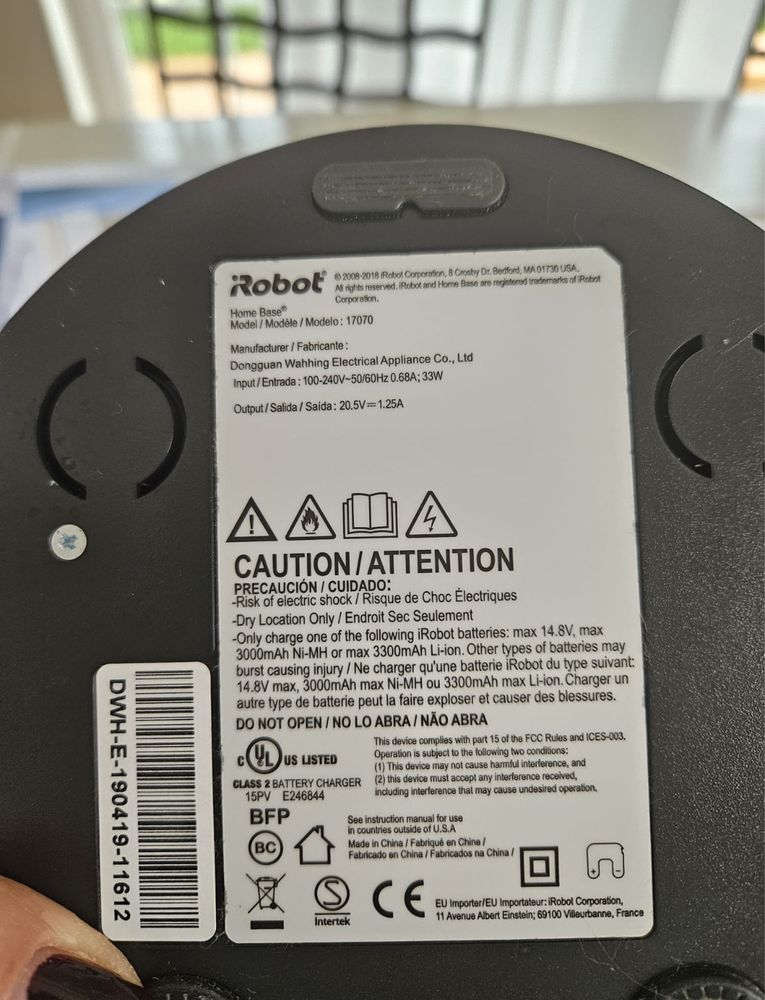 iRobot®
© 2008-2018 iRobot Corporation, 8 Crosby Dr. Bedford, MA 01730 USA.
All rights reserved. iRobot and Home Base are registered trademarks of iRobot
Corporation.
Home Base®
Model / Modèle / Modelo : 17070
Manufacturer / Fabricante :
Dongguan Wahhing Electrical Appliance Co., Ltd
Input / Entrada : 100-240V~50/60Hz 0.68A; 33W
Output / Salida / Saída : 20.5V⎓1.25A
CAUTION / ATTENTION
PRECAUCIÓN / CUIDADO:
-Risk of electric shock / Risque de Choc Électriques
-Dry Location Only / Endroit Sec Seulement
-Only charge one of the following iRobot batteries: max 14.8V, max
3000mAh Ni-MH or max 3300mAh Li-ion. Other types of batteries may
burst causing injury / Ne charger qu'une batterie iRobot du type suivant:
14.8V max, 3000mAh max Ni-MH ou 3300mAh max Li-ion. Charger un
autre type de batterie peut la faire exploser et causer des blessures.
DO NOT OPEN / NO LO ABRA / NÃO ABRA
C UL US LISTED
CLASS 2 BATTERY CHARGER
15PV E246844
This device complies with part 15 of the FCC Rules and ICES-003.
Operation is subject to the following two conditions:
(1) This device may not cause harmful interference, and
(2) this device must accept any interference received,
including interference that may cause undesired operation.
BFP
BC
See instruction manual for use
in countries outside of U.S.A
Made in China / Fabriqué en Chine /
Fabricado en China / Fabricados na China /
S
Intertek
CE
EU Importer/EU Importateur: iRobot Corporation,
11 Avenue Albert Einstein; 69100 Villeurbanne, France
DWH-E-190419-11612